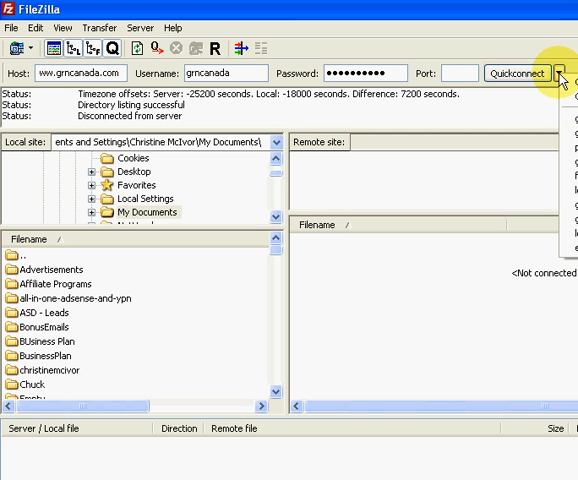 FileZilla
File Edit View Transfer Server Help
Host: ww.grncanada.com Username: grncanada Password: ●●●●●●●●●● Port: Quickconnect
Status: Timezone offsets: Server: -25200 seconds. Local: -18000 seconds. Difference: 7200 seconds.
Status: Directory listing successful
Status: Disconnected from server
Local site: ents and Settings\Christine McIvor\My Documents\ Remote site:
Cookies
Desktop
Favorites
Local Settings
My Documents
Filename / Filename /
..
Advertisements
Affiliate Programs
all-in-one-adsense-and-ypn
ASD - Leads
BonusEmails
BUsiness Plan
BusinessPlan
christinemcivor
Chuck
Empty
<Not connected
Server / Local file Direction Remote file Size